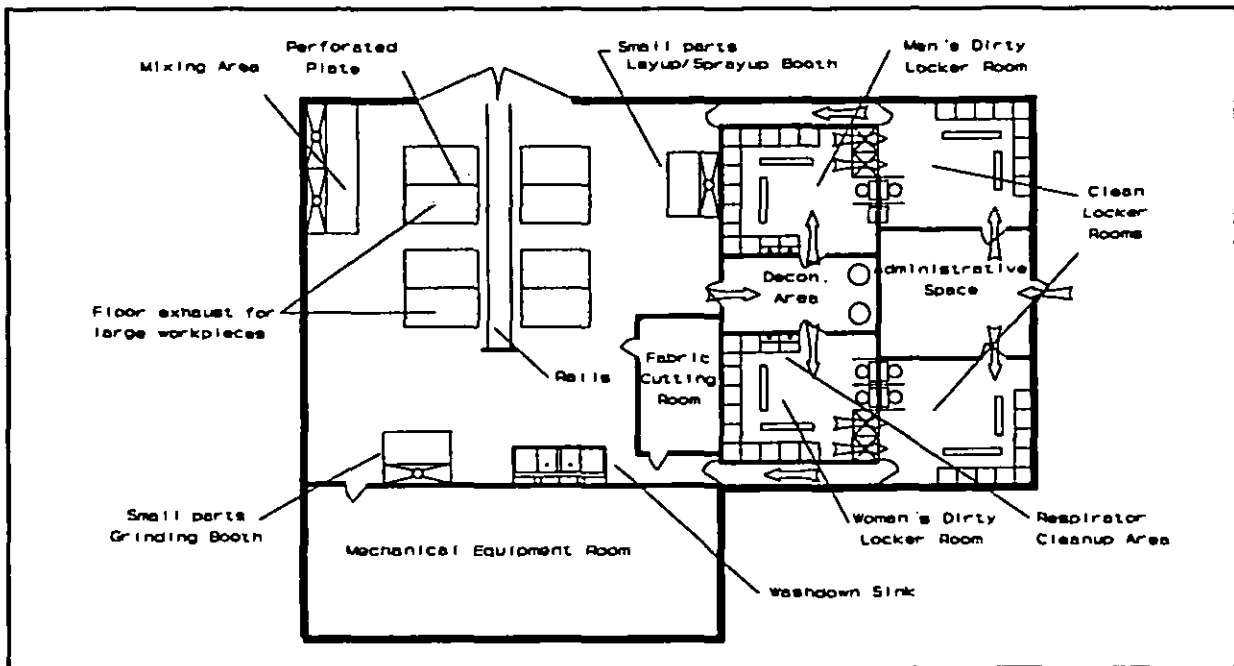 Perforated
Plate
Mixing Area
Small parts
Layup/Sprayup Booth
Men's Dirty
Locker Room
Clean
Locker
Rooms
Decon.
Area
Administrative
Space
Floor exhaust for
large workpieces
Rails
Fabric
Cutting
Room
Small parts
Grinding Booth
Mechanical Equipment Room
Woman's Dirty
Locker Room
Respirator
Cleanup Area
Washdown Sink